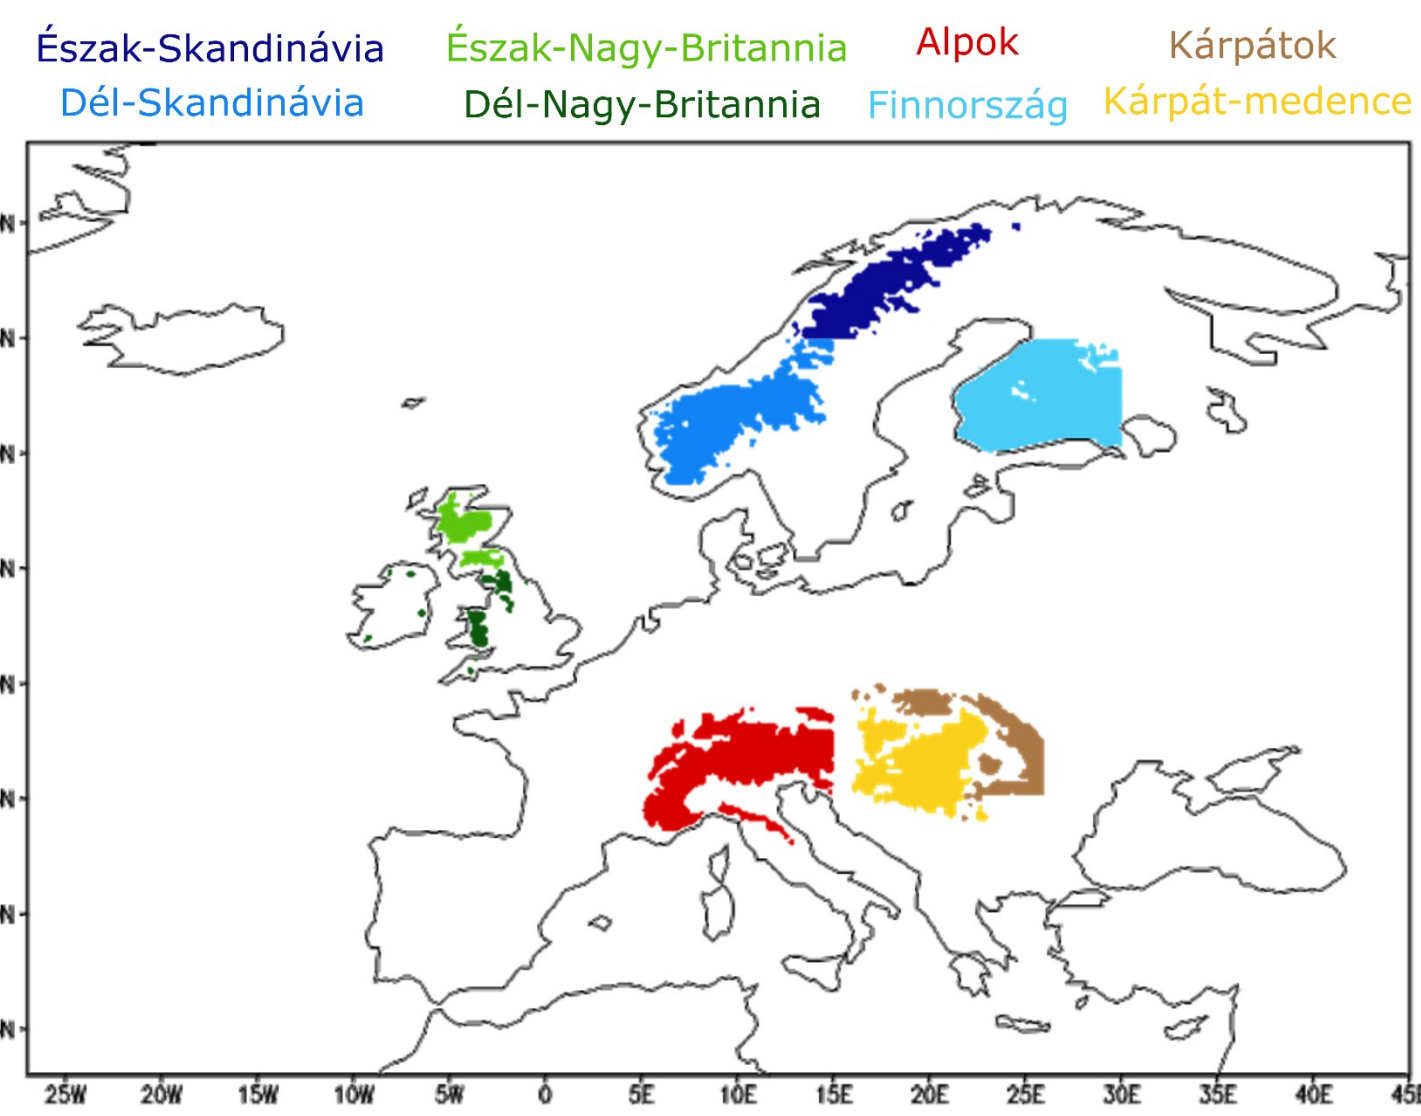 Észak-Skandinávia Észak-Nagy-Britannia Alpok Kárpátok
Dél-Skandinávia Dél-Nagy-Britannia Finnország Kárpát-medence
N
N
N
N
N
N
N
N
25W 20W 15W 10W 5W 0 5E 10E 15E 20E 25E 30E 35E 40E 45